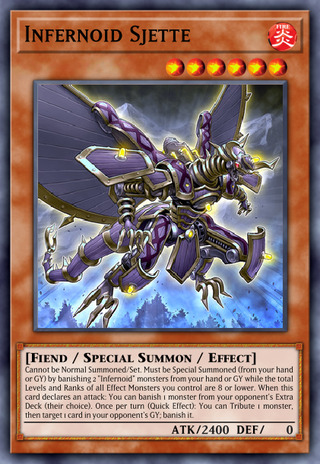 Infernoid Sjette
FIRE
炎
[Fiend / Special Summon / Effect]
Cannot be Normal Summoned/Set. Must be Special Summoned (from your hand
or GY) by banishing 2 "Infernoid" monsters from your hand or GY while the total
Levels and Ranks of all Effect Monsters you control are 8 or lower. When this
card declares an attack: You can banish 1 monster from your opponent's Extra
Deck (their choice). Once per turn (Quick Effect): You can Tribute 1 monster,
then target 1 card in your opponent's GY; banish it.
ATK/2400 DEF/ 0